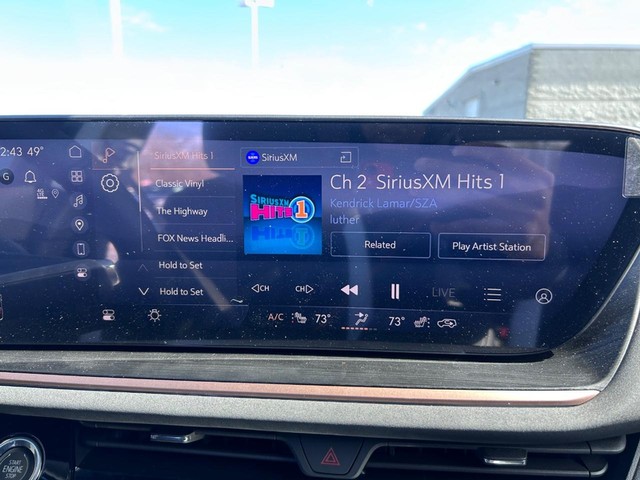 2:43 49°
G
SiriusXM Hits 1
Classic Vinyl
The Highway
FOX News Headli...
Hold to Set
Hold to Set
SiriusXM
SIRIUSXM
HITS 1
Ch 2 SiriusXM Hits 1
Kendrick Lamar/SZA
luther
Related
Play Artist Station
CH
CH
LIVE
A/C 73° 73°
START
ENGINE
STOP